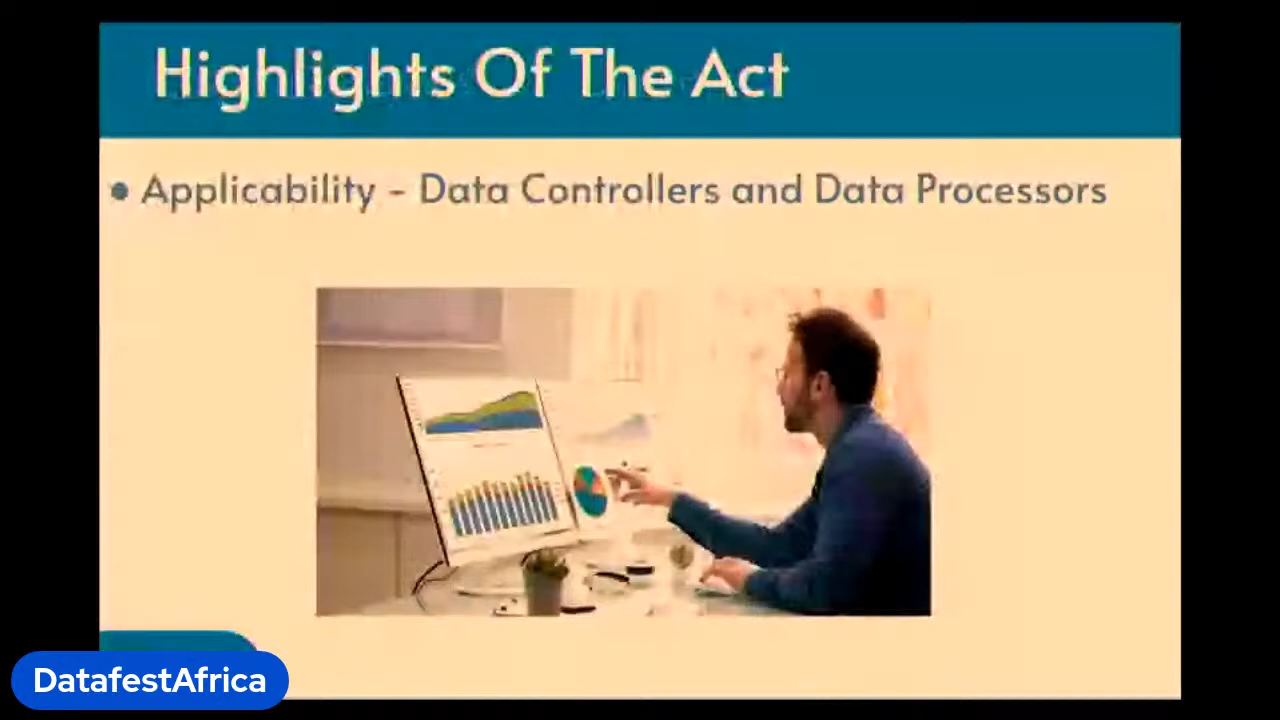 Highlights Of The Act
• Applicability - Data Controllers and Data Processors
DatafestAfrica